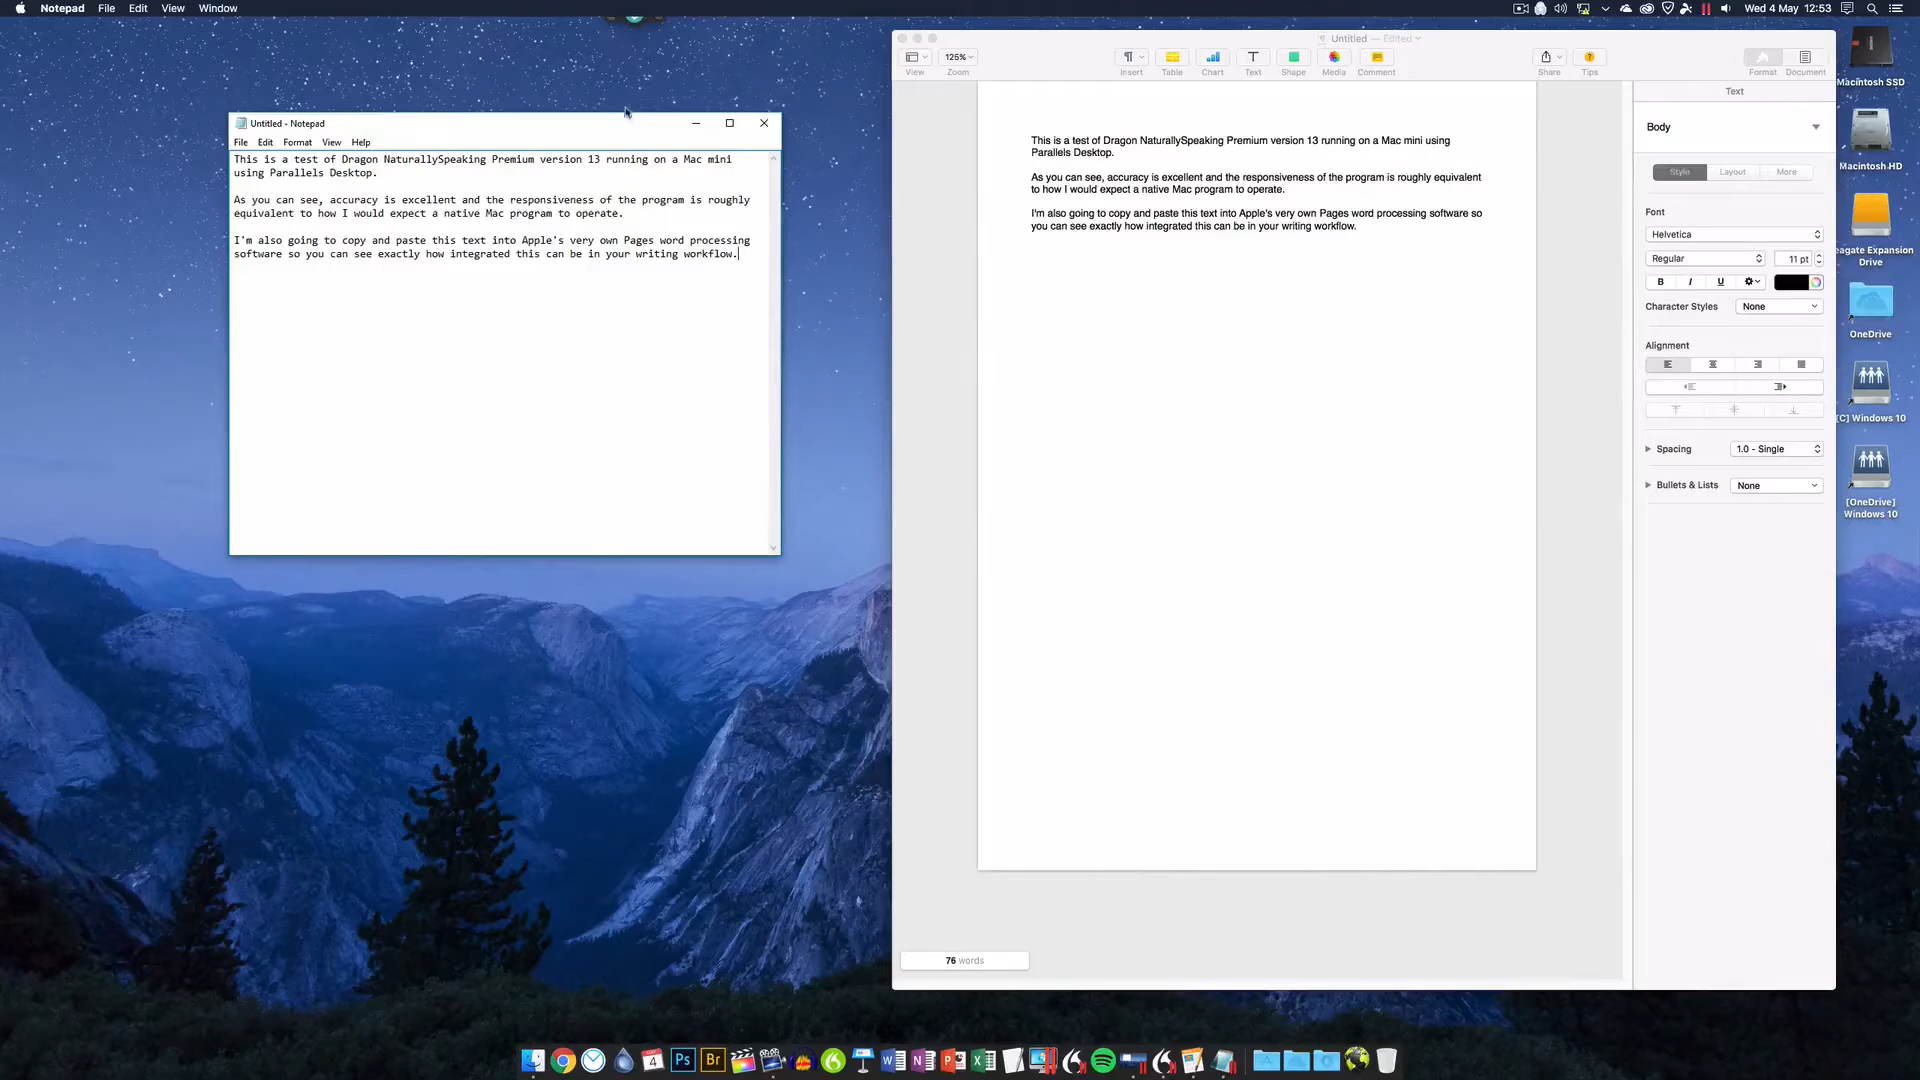 Notepad File Edit View Window
Wed 4 May 12:53
Untitled - Notepad
File Edit Format View Help
This is a test of Dragon NaturallySpeaking Premium version 13 running on a Mac mini
using Parallels Desktop.
As you can see, accuracy is excellent and the responsiveness of the program is roughly
equivalent to how I would expect a native Mac program to operate.
I'm also going to copy and paste this text into Apple's very own Pages word processing
software so you can see exactly how integrated this can be in your writing workflow.
Untitled — Edited
125%
View Zoom Insert Table Chart Text Shape Media Comment Share Tips Format Document
This is a test of Dragon NaturallySpeaking Premium version 13 running on a Mac mini using
Parallels Desktop.
As you can see, accuracy is excellent and the responsiveness of the program is roughly equivalent
to how I would expect a native Mac program to operate.
I'm also going to copy and paste this text into Apple's very own Pages word processing software so
you can see exactly how integrated this can be in your writing workflow.
76 words
Text
Body
Style Layout More
Font
Helvetica
Regular 11 pt
B I U
Character Styles None
Alignment
Spacing 1.0 - Single
Bullets & Lists None
Macintosh SSD
Macintosh HD
eagate Expansion
Drive
OneDrive
[C] Windows 10
[OneDrive]
Windows 10
4 Ps Br